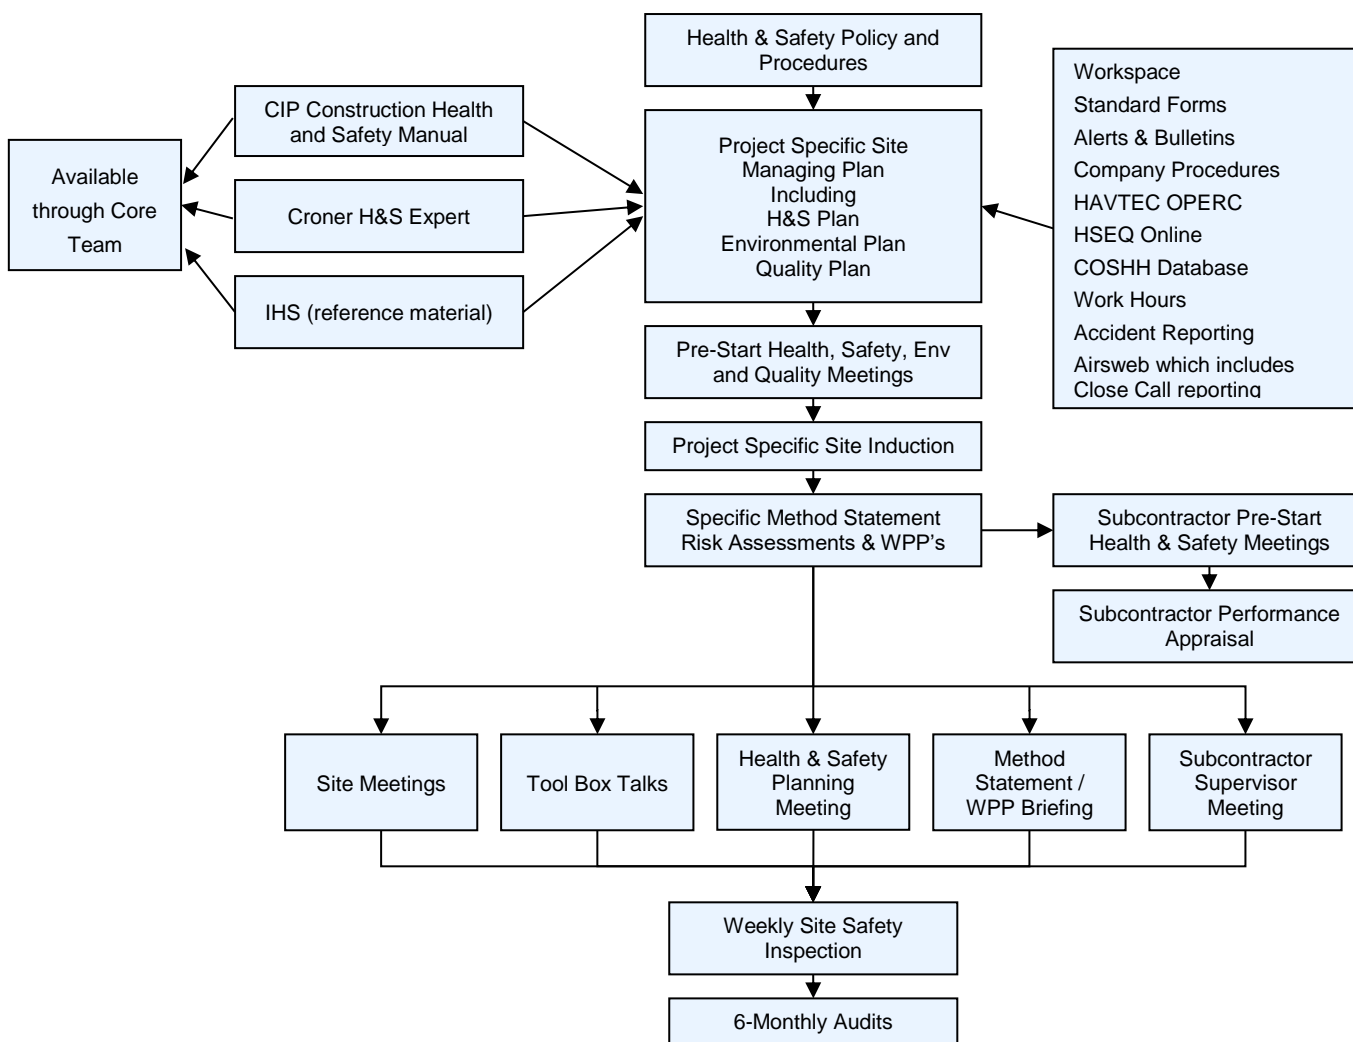 Health & Safety Policy and
Procedures
Workspace
Standard Forms
Alerts & Bulletins
Company Procedures
HAVTEC OPERC
HSEQ Online
COSHH Database
Work Hours
Accident Reporting
Airsweb which includes
Close Call reporting
CIP Construction Health
and Safety Manual
Croner H&S Expert
IHS (reference material)
Available
through Core
Team
Project Specific Site
Managing Plan
Including
H&S Plan
Environmental Plan
Quality Plan
Pre-Start Health, Safety, Env
and Quality Meetings
Project Specific Site Induction
Specific Method Statement
Risk Assessments & WPP's
Subcontractor Pre-Start
Health & Safety Meetings
Subcontractor Performance
Appraisal
Site Meetings
Tool Box Talks
Health & Safety
Planning
Meeting
Method
Statement /
WPP Briefing
Subcontractor
Supervisor
Meeting
Weekly Site Safety
Inspection
6-Monthly Audits